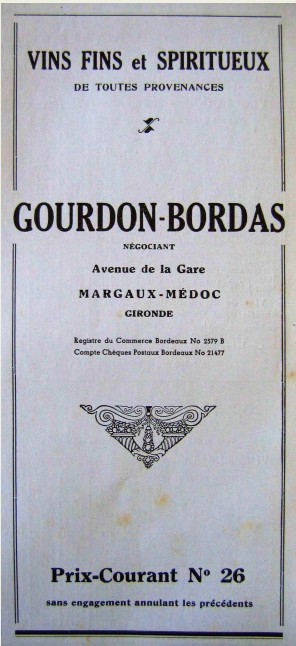 VINS FINS et SPIRITUEUX
DE TOUTES PROVENANCES
GOURDON-BORDAS
NÉGOCIANT
Avenue de la Gare
MARGAUX-MÉDOC
GIRONDE
Registre du Commerce Bordeaux No 2579 B
Compte Chèques Postaux Bordeaux No 21477
Prix-Courant Nº 26
sans engagement annulant les précédents